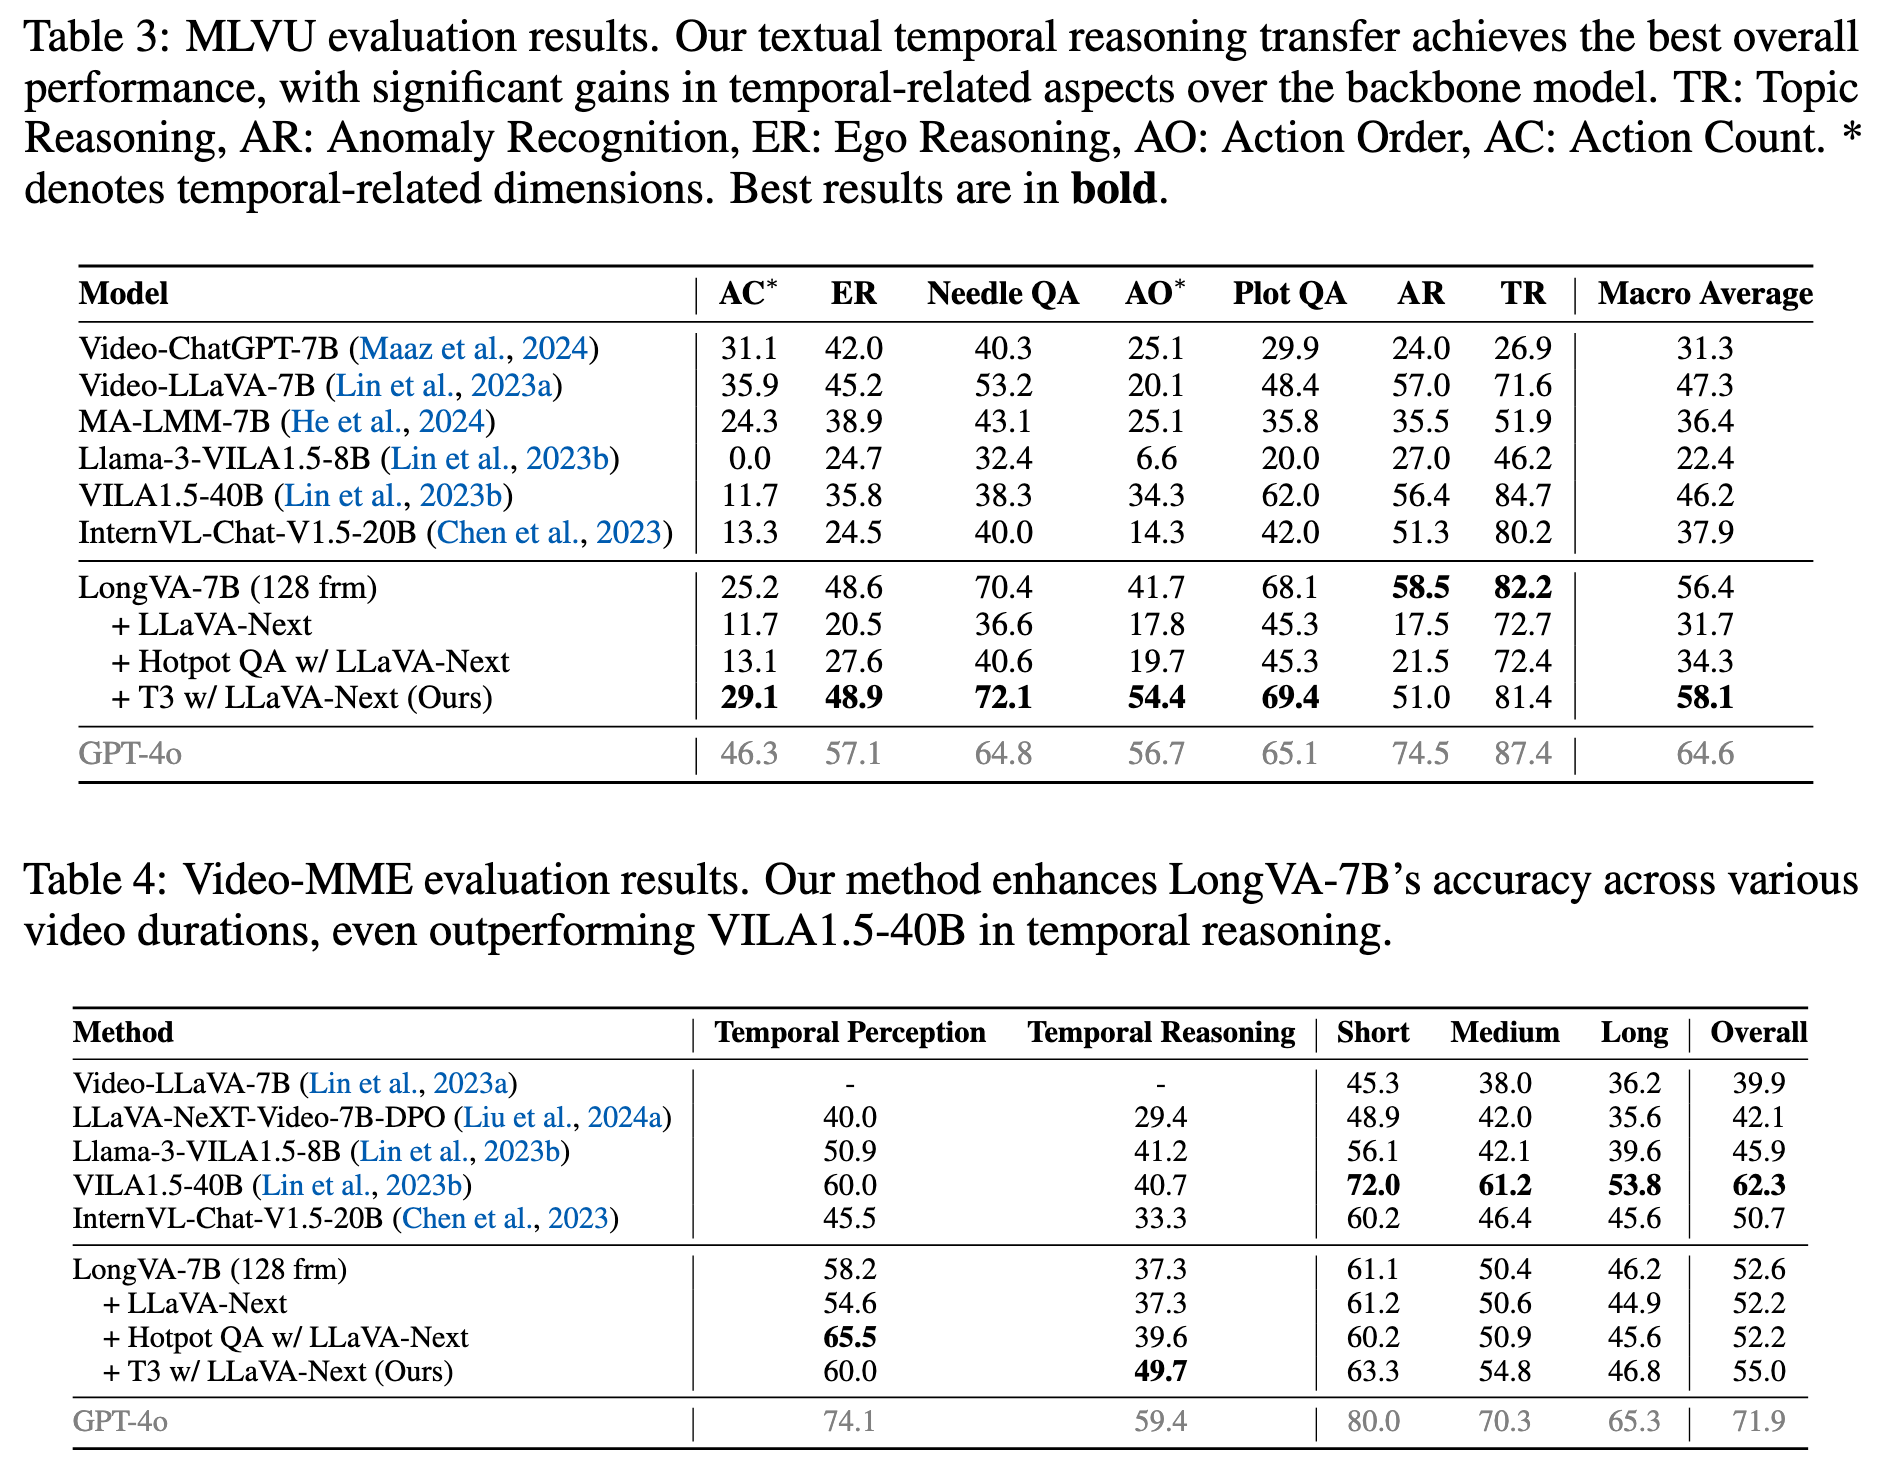 Table 3: MLVU evaluation results. Our textual temporal reasoning transfer achieves the best overall
performance, with significant gains in temporal-related aspects over the backbone model. TR: Topic
Reasoning, AR: Anomaly Recognition, ER: Ego Reasoning, AO: Action Order, AC: Action Count. *
denotes temporal-related dimensions. Best results are in bold.
Model AC* ER Needle QA AO* Plot QA AR TR Macro Average
Video-ChatGPT-7B (Maaz et al., 2024) 31.1 42.0 40.3 25.1 29.9 24.0 26.9 31.3
Video-LLaVA-7B (Lin et al., 2023a) 35.9 45.2 53.2 20.1 48.4 57.0 71.6 47.3
MA-LMM-7B (He et al., 2024) 24.3 38.9 43.1 25.1 35.8 35.5 51.9 36.4
Llama-3-VILA1.5-8B (Lin et al., 2023b) 0.0 24.7 32.4 6.6 20.0 27.0 46.2 22.4
VILA1.5-40B (Lin et al., 2023b) 11.7 35.8 38.3 34.3 62.0 56.4 84.7 46.2
InternVL-Chat-V1.5-20B (Chen et al., 2023) 13.3 24.5 40.0 14.3 42.0 51.3 80.2 37.9
LongVA-7B (128 frm) 25.2 48.6 70.4 41.7 68.1 58.5 82.2 56.4
+ LLaVA-Next 11.7 20.5 36.6 17.8 45.3 17.5 72.7 31.7
+ Hotpot QA w/ LLaVA-Next 13.1 27.6 40.6 19.7 45.3 21.5 72.4 34.3
+ T3 w/ LLaVA-Next (Ours) 29.1 48.9 72.1 54.4 69.4 51.0 81.4 58.1
GPT-4o 46.3 57.1 64.8 56.7 65.1 74.5 87.4 64.6
Table 4: Video-MME evaluation results. Our method enhances LongVA-7B's accuracy across various
video durations, even outperforming VILA1.5-40B in temporal reasoning.
Method Temporal Perception Temporal Reasoning Short Medium Long Overall
Video-LLaVA-7B (Lin et al., 2023a) - - 45.3 38.0 36.2 39.9
LLaVA-NeXT-Video-7B-DPO (Liu et al., 2024a) 40.0 29.4 48.9 42.0 35.6 42.1
Llama-3-VILA1.5-8B (Lin et al., 2023b) 50.9 41.2 56.1 42.1 39.6 45.9
VILA1.5-40B (Lin et al., 2023b) 60.0 40.7 72.0 61.2 53.8 62.3
InternVL-Chat-V1.5-20B (Chen et al., 2023) 45.5 33.3 60.2 46.4 45.6 50.7
LongVA-7B (128 frm) 58.2 37.3 61.1 50.4 46.2 52.6
+ LLaVA-Next 54.6 37.3 61.2 50.6 44.9 52.2
+ Hotpot QA w/ LLaVA-Next 65.5 39.6 60.2 50.9 45.6 52.2
+ T3 w/ LLaVA-Next (Ours) 60.0 49.7 63.3 54.8 46.8 55.0
GPT-4o 74.1 59.4 80.0 70.3 65.3 71.9